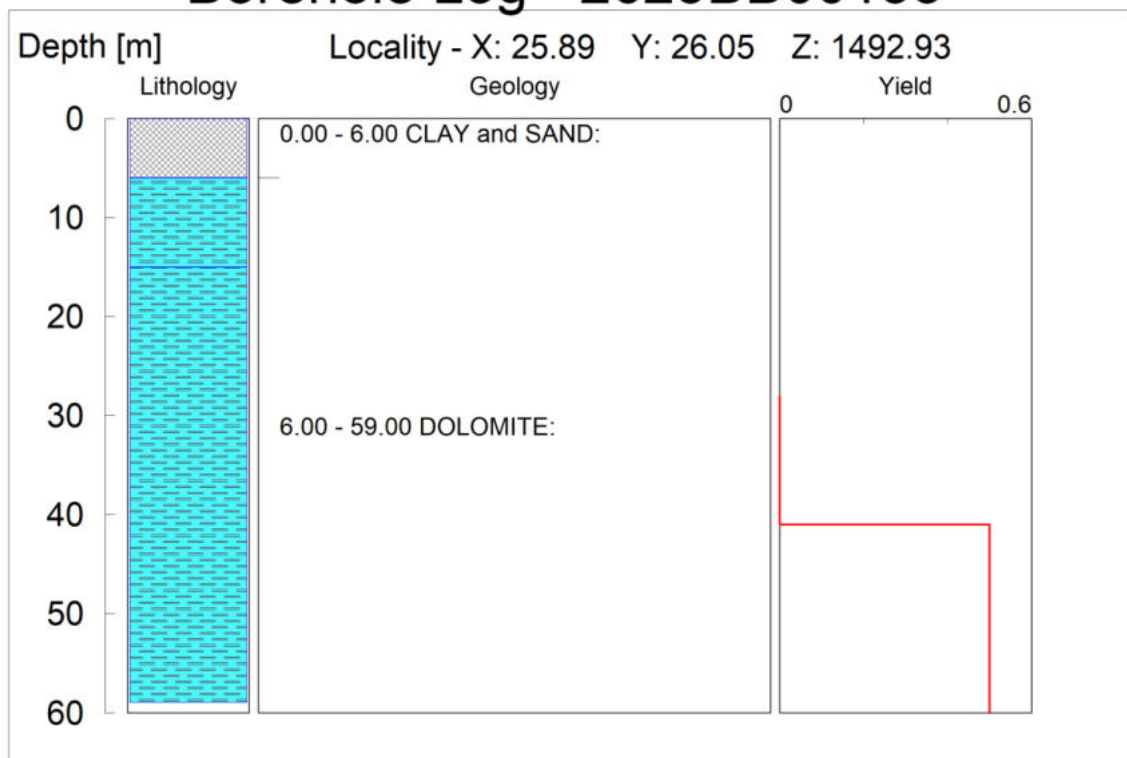 Depth [m]
Locality - X: 25.89 Y: 26.05 Z: 1492.93
Lithology
Geology
Yield
0 0.6
0
10
20
30
40
50
60
0.00 - 6.00 CLAY and SAND:
6.00 - 59.00 DOLOMITE: